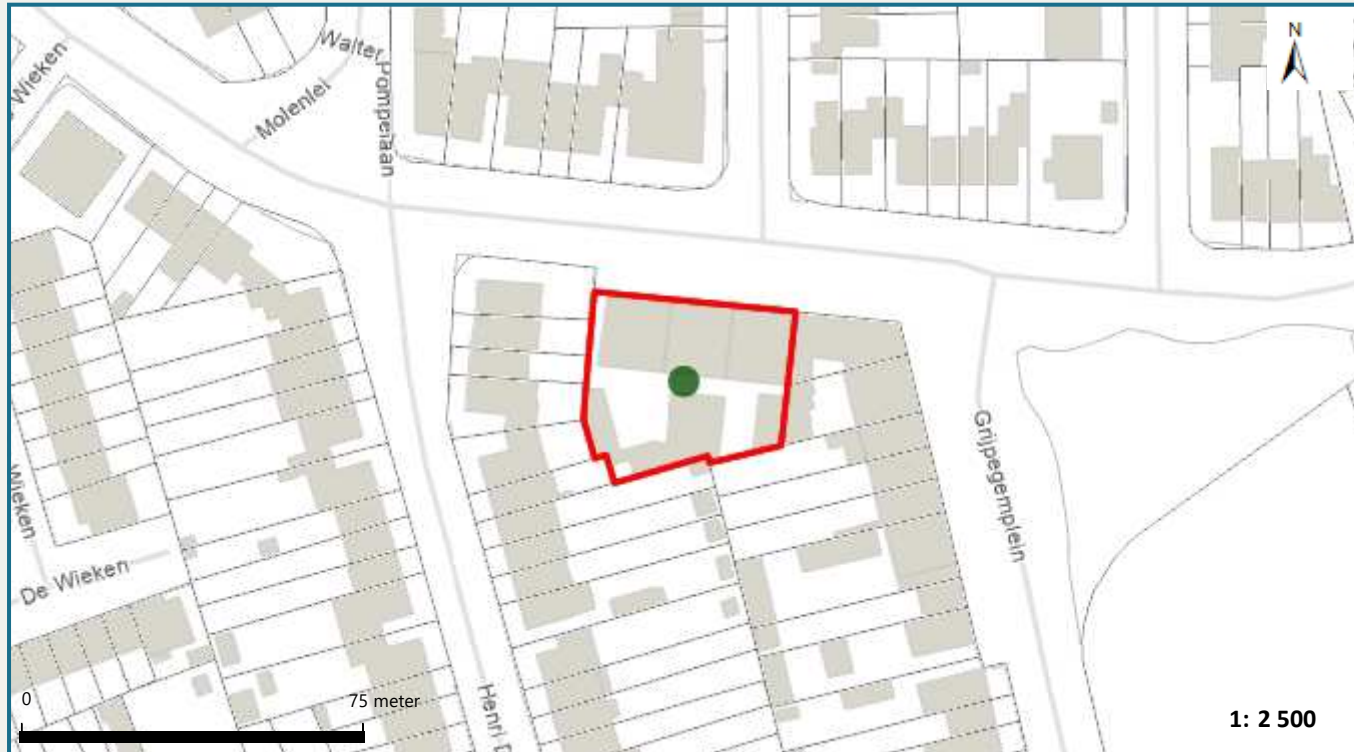 N
Walter
Pompelaan
Molenlei
Wieken
Grijpegemplein
Wieken
De Wieken
Henri D
0
75 meter
1: 2 500